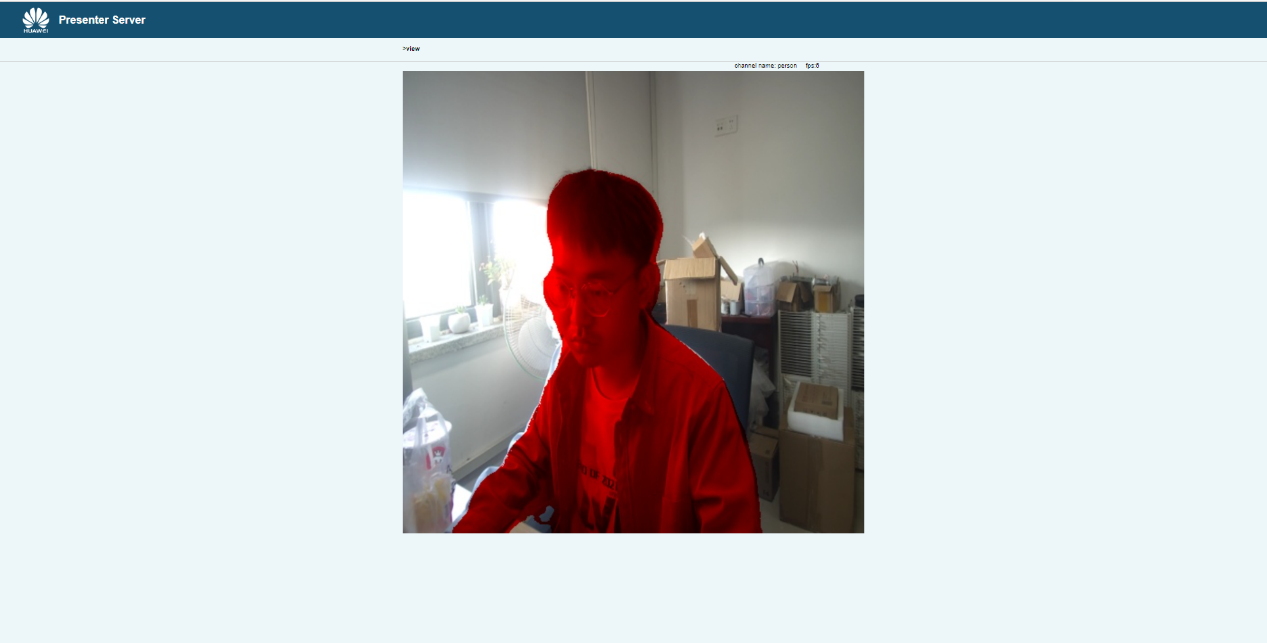 HUAWEI
Presenter Server
>view
channel name: person fps:6